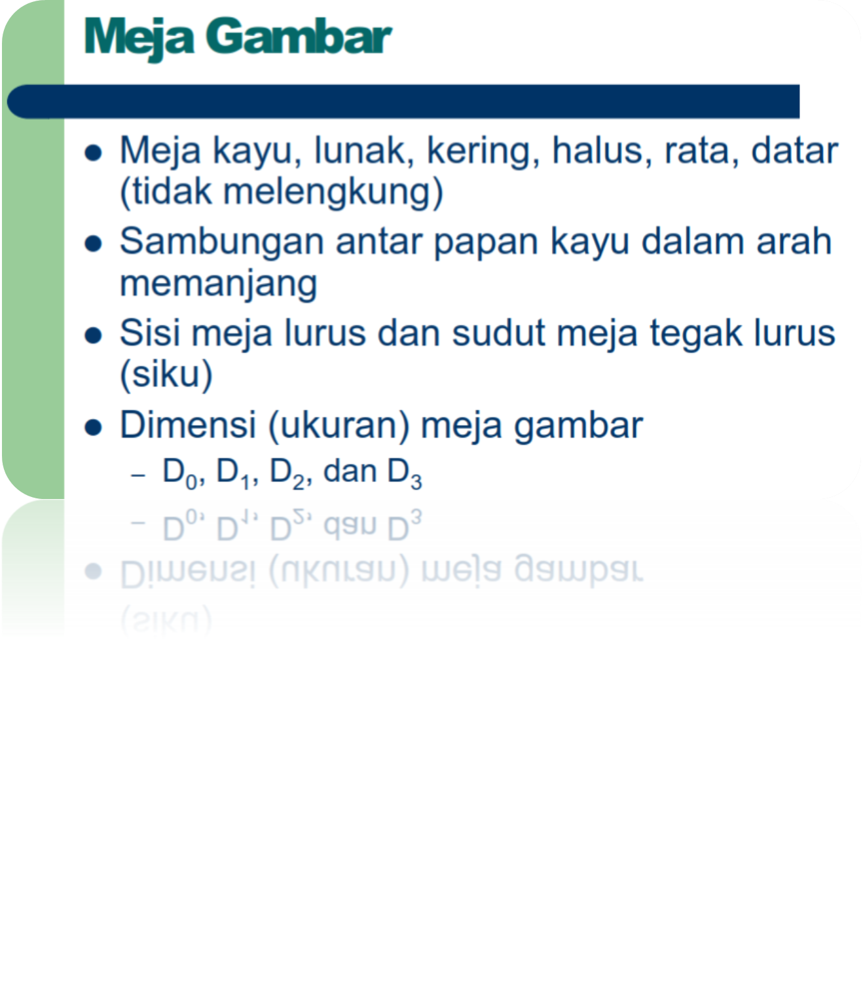 Meja Gambar
● Meja kayu, lunak, kering, halus, rata, datar
(tidak melengkung)
● Sambungan antar papan kayu dalam arah
memanjang
● Sisi meja lurus dan sudut meja tegak lurus
(siku)
● Dimensi (ukuran) meja gambar
– D₀, D₁, D₂, dan D₃